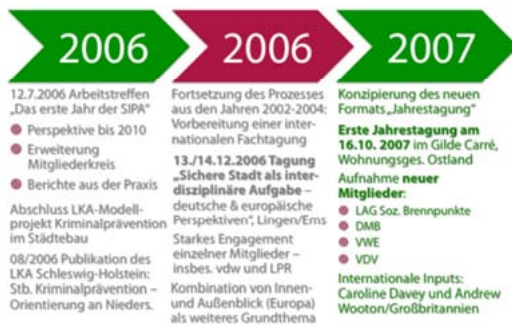 2006
12.7.2006 Arbeitstreffen
„Das erste Jahr der SIPA“
Perspektive bis 2010
Erweiterung
Mitgliederkreis
Berichte aus der Praxis
Abschluss LKA-Modell-
projekt Kriminalprävention
im Städtebau
08/2006 Publikation des
LKA Schleswig-Holstein:
Stb. Kriminalprävention –
Orientierung an Nieders.
2006
Fortsetzung des Prozesses
aus den Jahren 2002-2004:
Vorbereitung einer inter-
nationalen Fachtagung
13./14.12.2006 Tagung
„Sichere Stadt als inter-
disziplinäre Aufgabe –
deutsche & europäische
Perspektiven“, Lingen/Ems
Starkes Engagement
einzelner Mitglieder –
insbes. vdw und LPR
Kombination von Innen-
und Außenblick (Europa)
als weiteres Grundthema
2007
Konzipierung des neuen
Formats „Jahrestagung“
Erste Jahrestagung am
16.10. 2007 im Gilde Carré,
Wohnungsges. Ostland
Aufnahme neuer
Mitglieder:
LAG Soz. Brennpunkte
DMB
VWE
VDV
Internationale Inputs:
Caroline Davey und Andrew
Wooton/Großbritannien